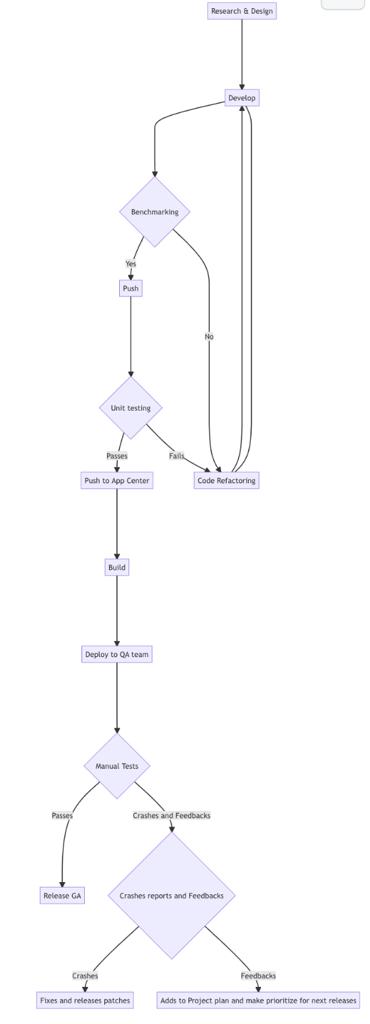 Research & Design
Develop
Benchmarking
Yes
Push
No
Unit testing
Passes
Fails
Push to App Center
Code Refactoring
Build
Deploy to QA team
Manual Tests
Passes
Crashes and Feedbacks
Release GA
Crashes reports and Feedbacks
Crashes
Feedbacks
Fixes and releases patches
Adds to Project plan and make prioritize for next releases